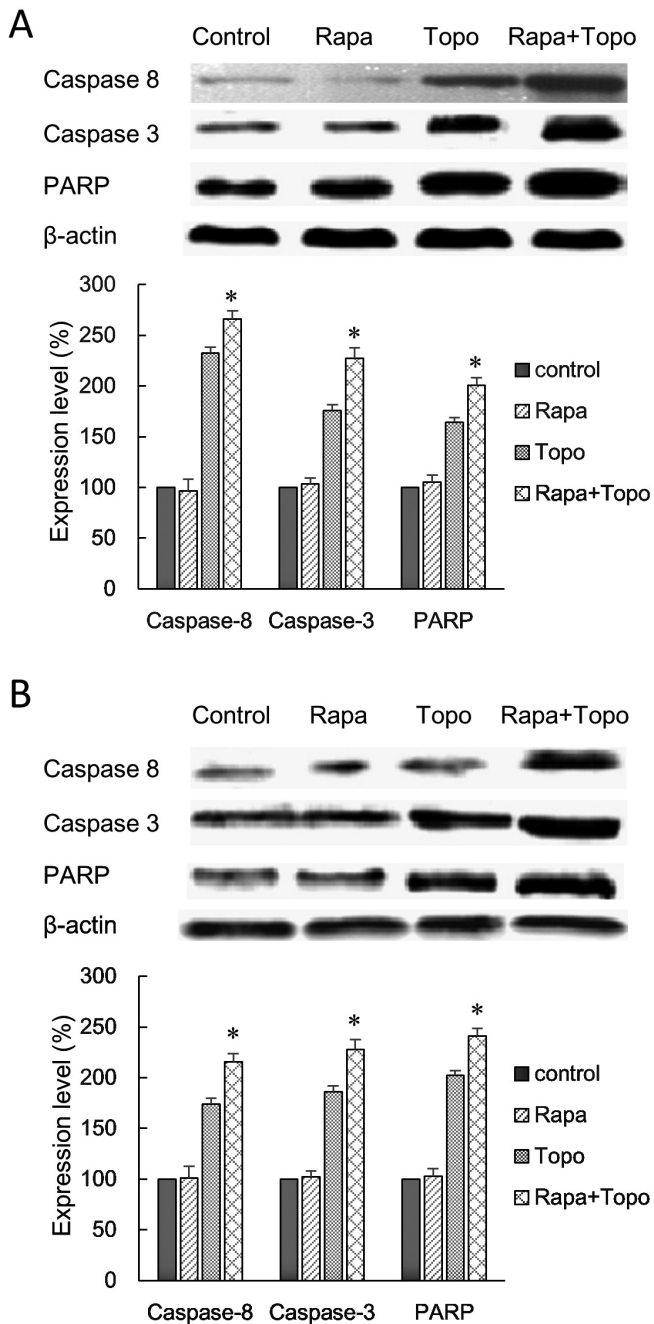 A
Control Rapa Topo Rapa+Topo
Caspase 8
Caspase 3
PARP
β-actin
300
250
200
150
100
50
0
Expression level (%)
* * *
Caspase-8 Caspase-3 PARP
control
Rapa
Topo
Rapa+Topo
B
Control Rapa Topo Rapa+Topo
Caspase 8
Caspase 3
PARP
β-actin
300
250
200
150
100
50
0
Expression level (%)
* * *
Caspase-8 Caspase-3 PARP
control
Rapa
Topo
Rapa+Topo